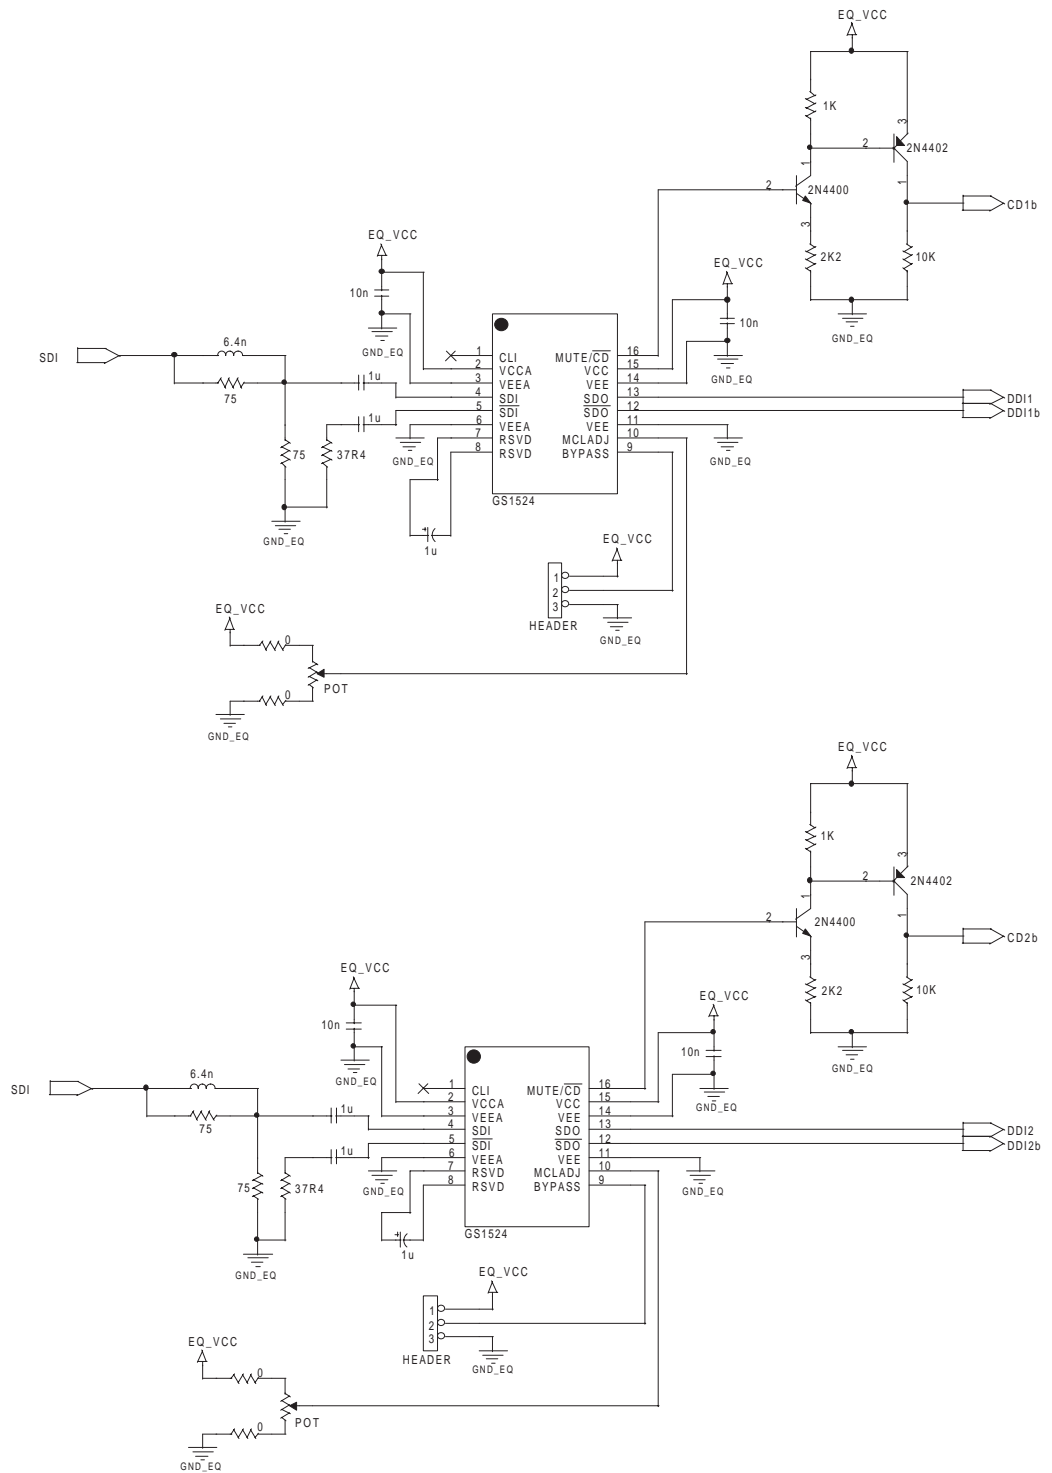 EQ_VCC
1K
3
2
2N4402
1
1
2
2N4400
CD1b
3
EQ_VCC
2K2
10K
EQ_VCC
10n
10n
GND_EQ
6.4n
GND_EQ
GND_EQ
SDI
1 CLI MUTE/CD 16
2 VCCA VCC 15
75
1u
3 VEEA VEE 14
4 SDI SDO 13
DDI1
5 SDI SDO 12
DDI1b
1u
6 VEEA VEE 11
7 RSVD MCLADJ 10
8 RSVD BYPASS 9
75
37R4
GND_EQ
GND_EQ
GS1524
GND_EQ
1u
EQ_VCC
1
2
3
HEADER
GND_EQ
EQ_VCC
0
POT
0
GND_EQ
EQ_VCC
1K
3
2
2N4402
1
1
2
2N4400
CD2b
3
EQ_VCC
2K2
10K
EQ_VCC
10n
10n
GND_EQ
6.4n
GND_EQ
GND_EQ
SDI
1 CLI MUTE/CD 16
2 VCCA VCC 15
75
1u
3 VEEA VEE 14
4 SDI SDO 13
DDI2
5 SDI SDO 12
DDI2b
1u
6 VEEA VEE 11
7 RSVD MCLADJ 10
8 RSVD BYPASS 9
75
37R4
GND_EQ
GND_EQ
GS1524
1u
GND_EQ
EQ_VCC
1
2
3
HEADER
GND_EQ
EQ_VCC
0
POT
0
GND_EQ